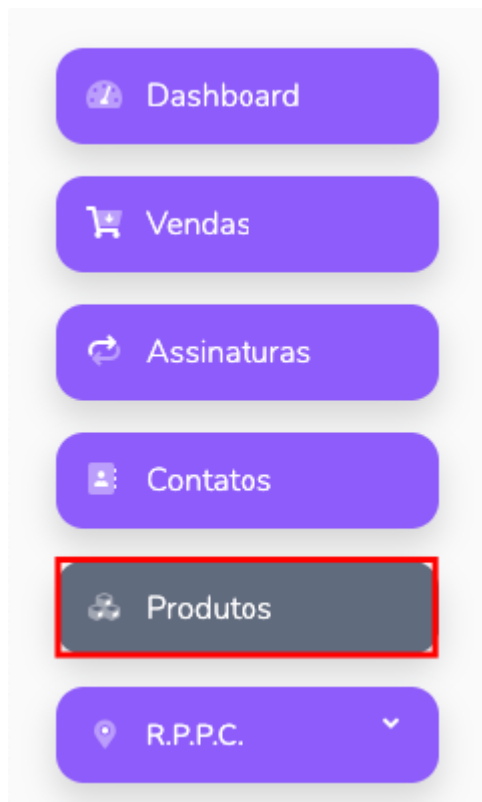 Dashboard
Vendas
Assinaturas
Contatos
Produtos
R.P.P.C.